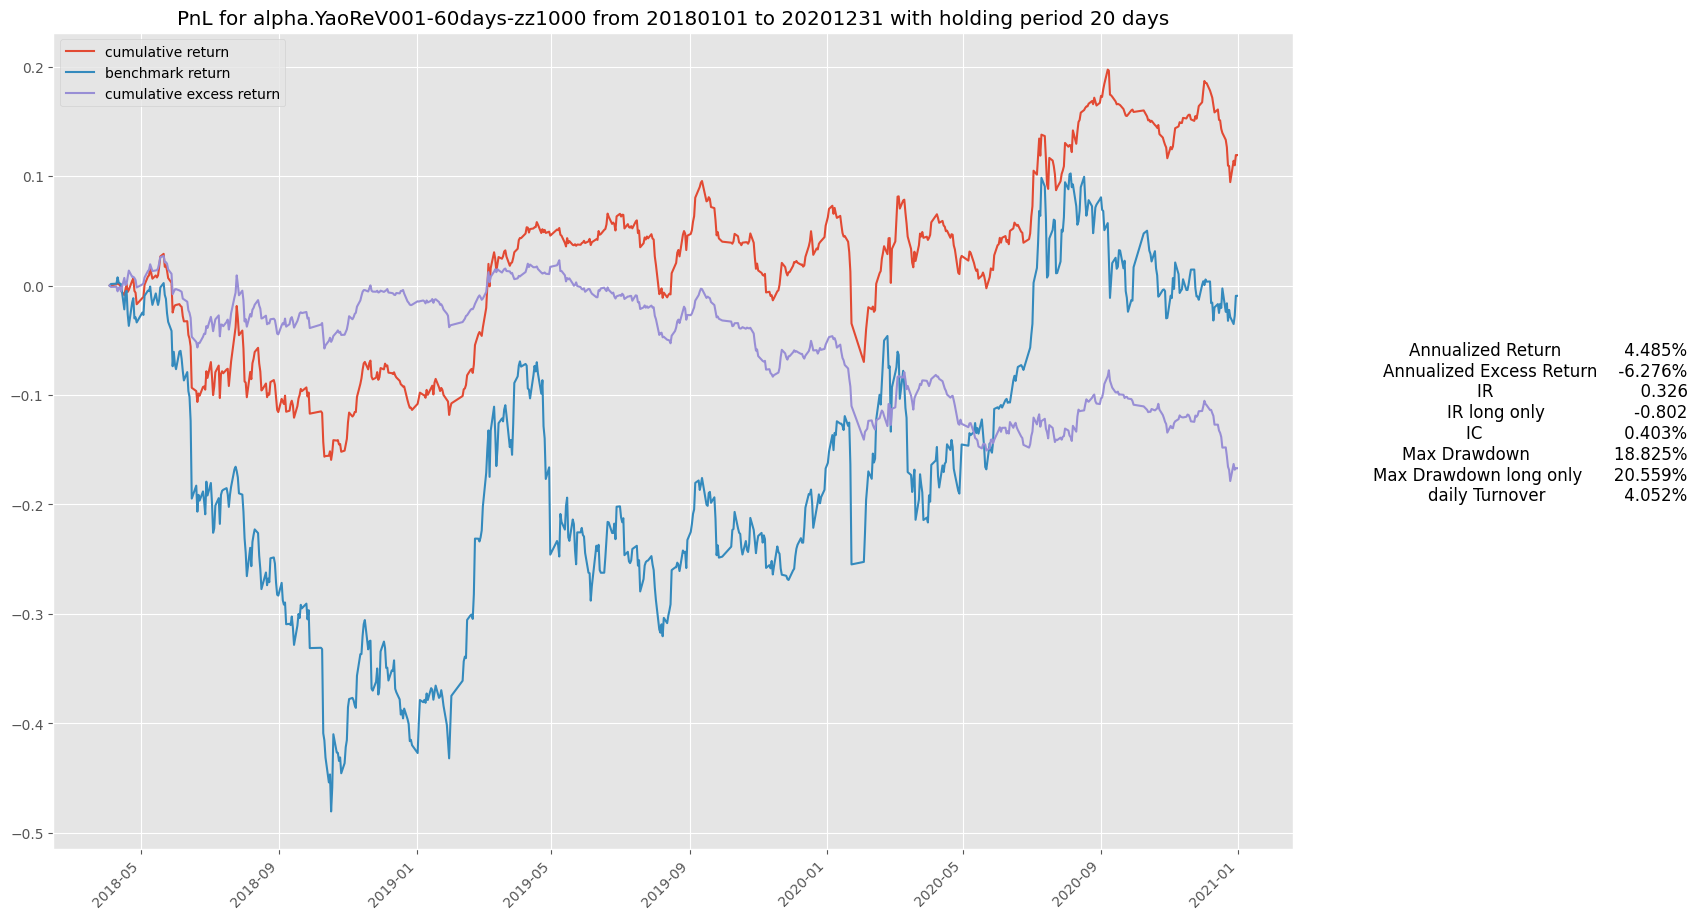 PnL for alpha.YaoReV001-60days-zz1000 from 20180101 to 20201231 with holding period 20 days
cumulative return
benchmark return
cumulative excess return
0.2
0.1
0.0
−0.1
−0.2
−0.3
−0.4
−0.5
2018-05
2018-09
2019-01
2019-05
2019-09
2020-01
2020-05
2020-09
2021-01
Annualized Return 4.485%
Annualized Excess Return -6.276%
IR 0.326
IR long only -0.802
IC 0.403%
Max Drawdown 18.825%
Max Drawdown long only 20.559%
daily Turnover 4.052%